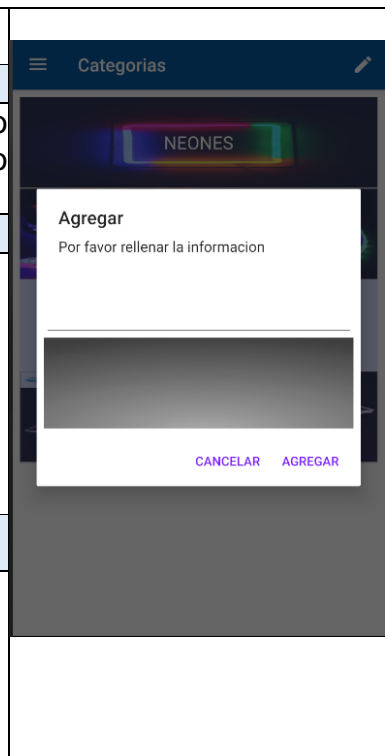 Categorias
NEONES
Agregar
Por favor rellenar la informacion
CANCELAR AGREGAR